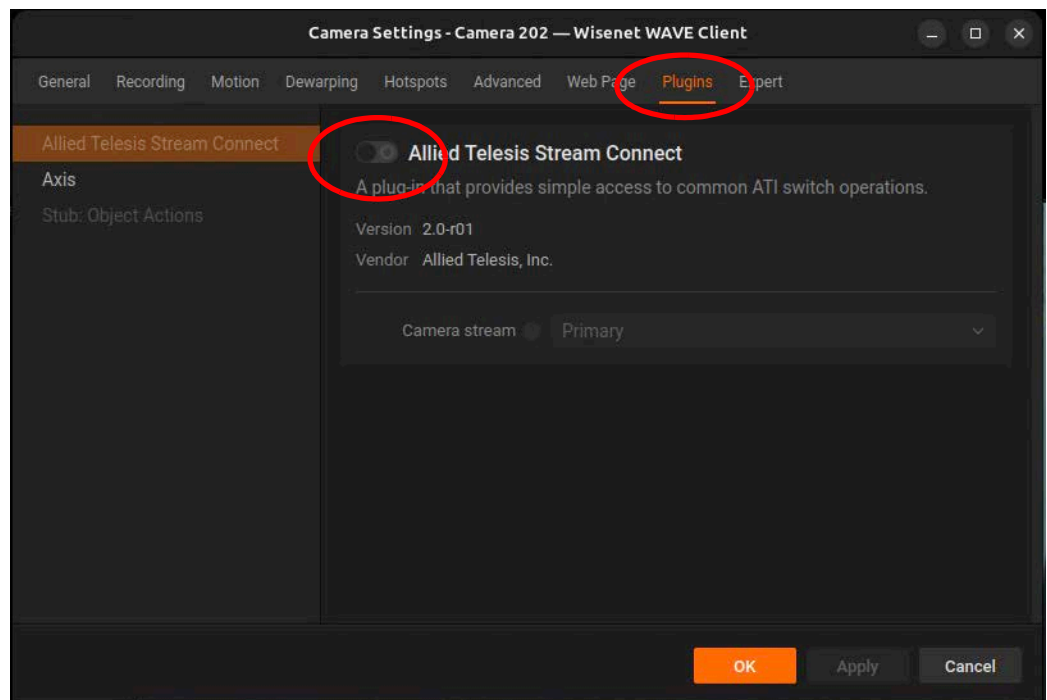 Camera Settings - Camera 202 — Wisenet WAVE Client
General Recording Motion Dewarping Hotspots Advanced Web Page Plugins Expert
Allied Telesis Stream Connect
Axis
Stub: Object Actions
Allied Telesis Stream Connect
A plug-in that provides simple access to common ATI switch operations.
Version 2.0-r01
Vendor Allied Telesis, Inc.
Camera stream Primary
OK Apply Cancel